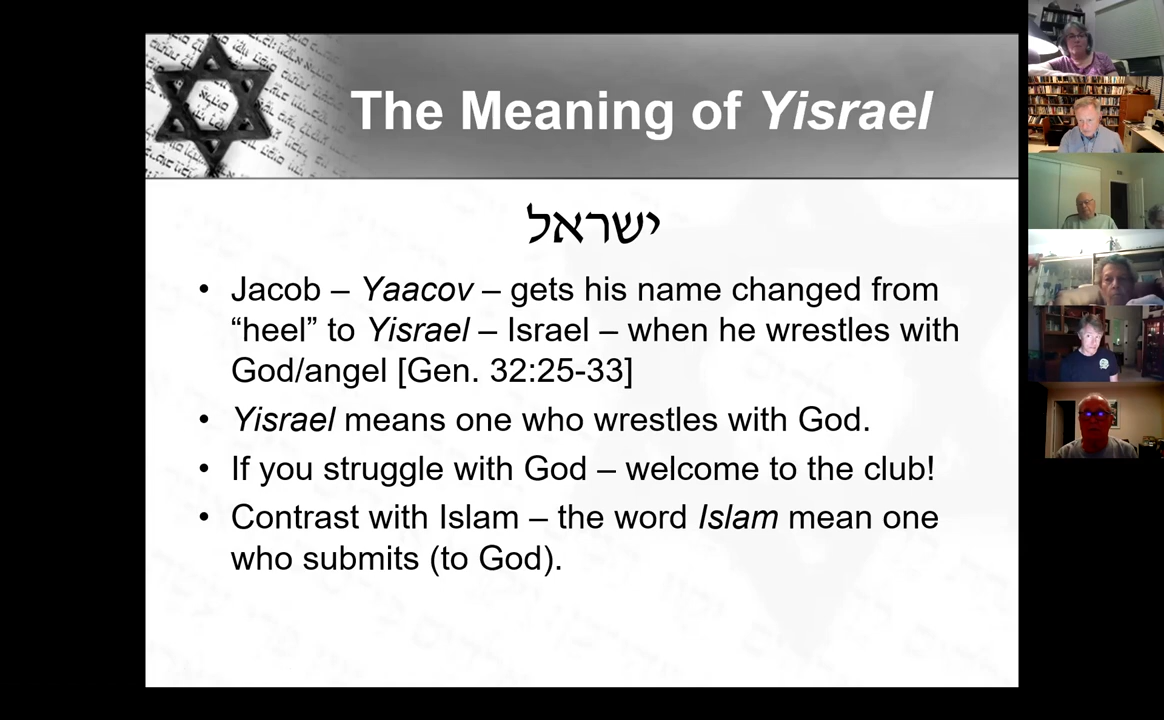 The Meaning of Yisrael
ישראל
• Jacob – Yaacov – gets his name changed from
“heel” to Yisrael – Israel – when he wrestles with
God/angel [Gen. 32:25-33]
• Yisrael means one who wrestles with God.
• If you struggle with God – welcome to the club!
• Contrast with Islam – the word Islam mean one
who submits (to God).